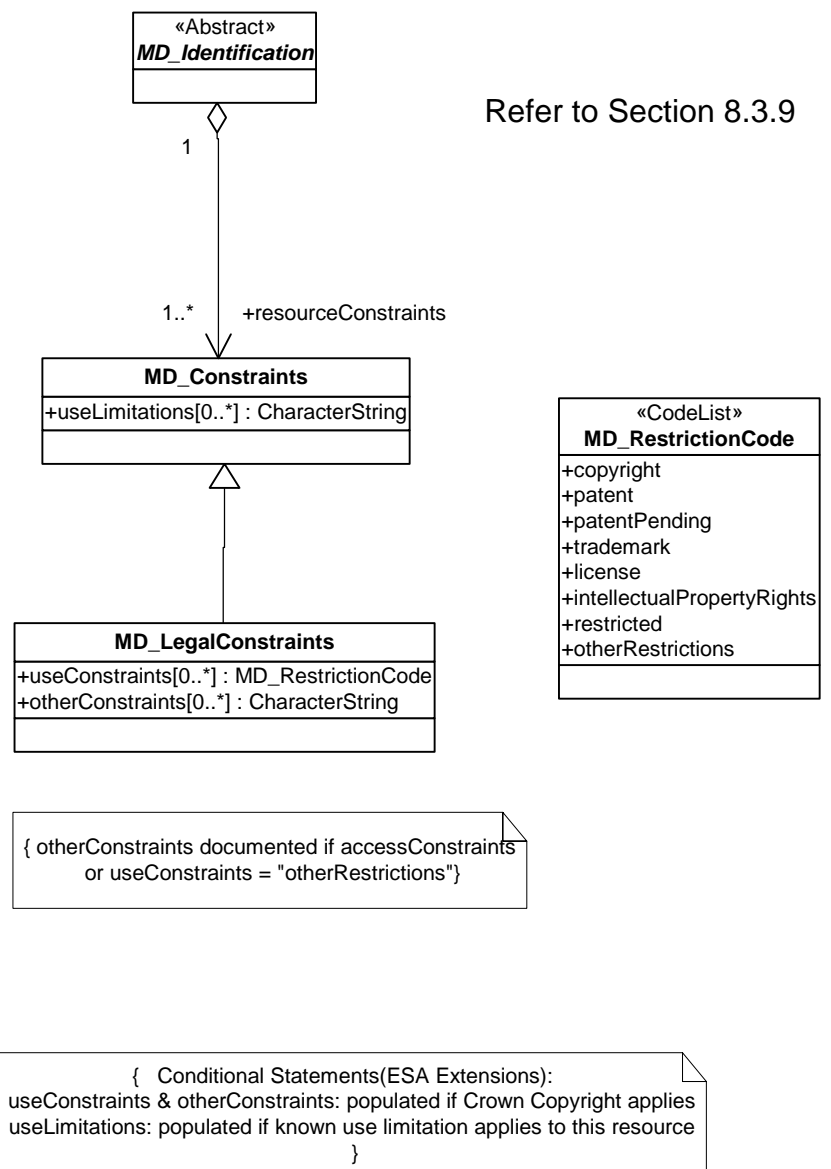 «Abstract»
MD_Identification
Refer to Section 8.3.9
1
1..* +resourceConstraints
MD_Constraints
+useLimitations[0..*] : CharacterString
«CodeList»
MD_RestrictionCode
+copyright
+patent
+patentPending
+trademark
+license
+intellectualPropertyRights
+restricted
+otherRestrictions
MD_LegalConstraints
+useConstraints[0..*] : MD_RestrictionCode
+otherConstraints[0..*] : CharacterString
{ otherConstraints documented if accessConstraints
or useConstraints = "otherRestrictions"}
{ Conditional Statements(ESA Extensions):
useConstraints & otherConstraints: populated if Crown Copyright applies
useLimitations: populated if known use limitation applies to this resource
}